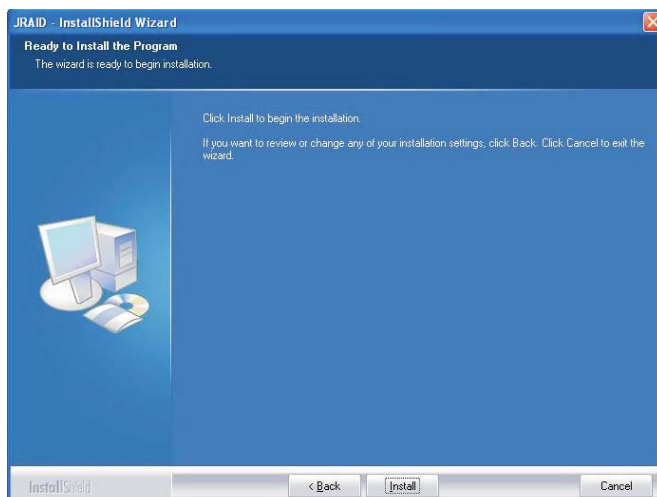 JRAID - InstallShield Wizard
Ready to Install the Program
The wizard is ready to begin installation.
Click Install to begin the installation.
If you want to review or change any of your installation settings, click Back. Click Cancel to exit the
wizard.
InstallShield
< Back
Install
Cancel